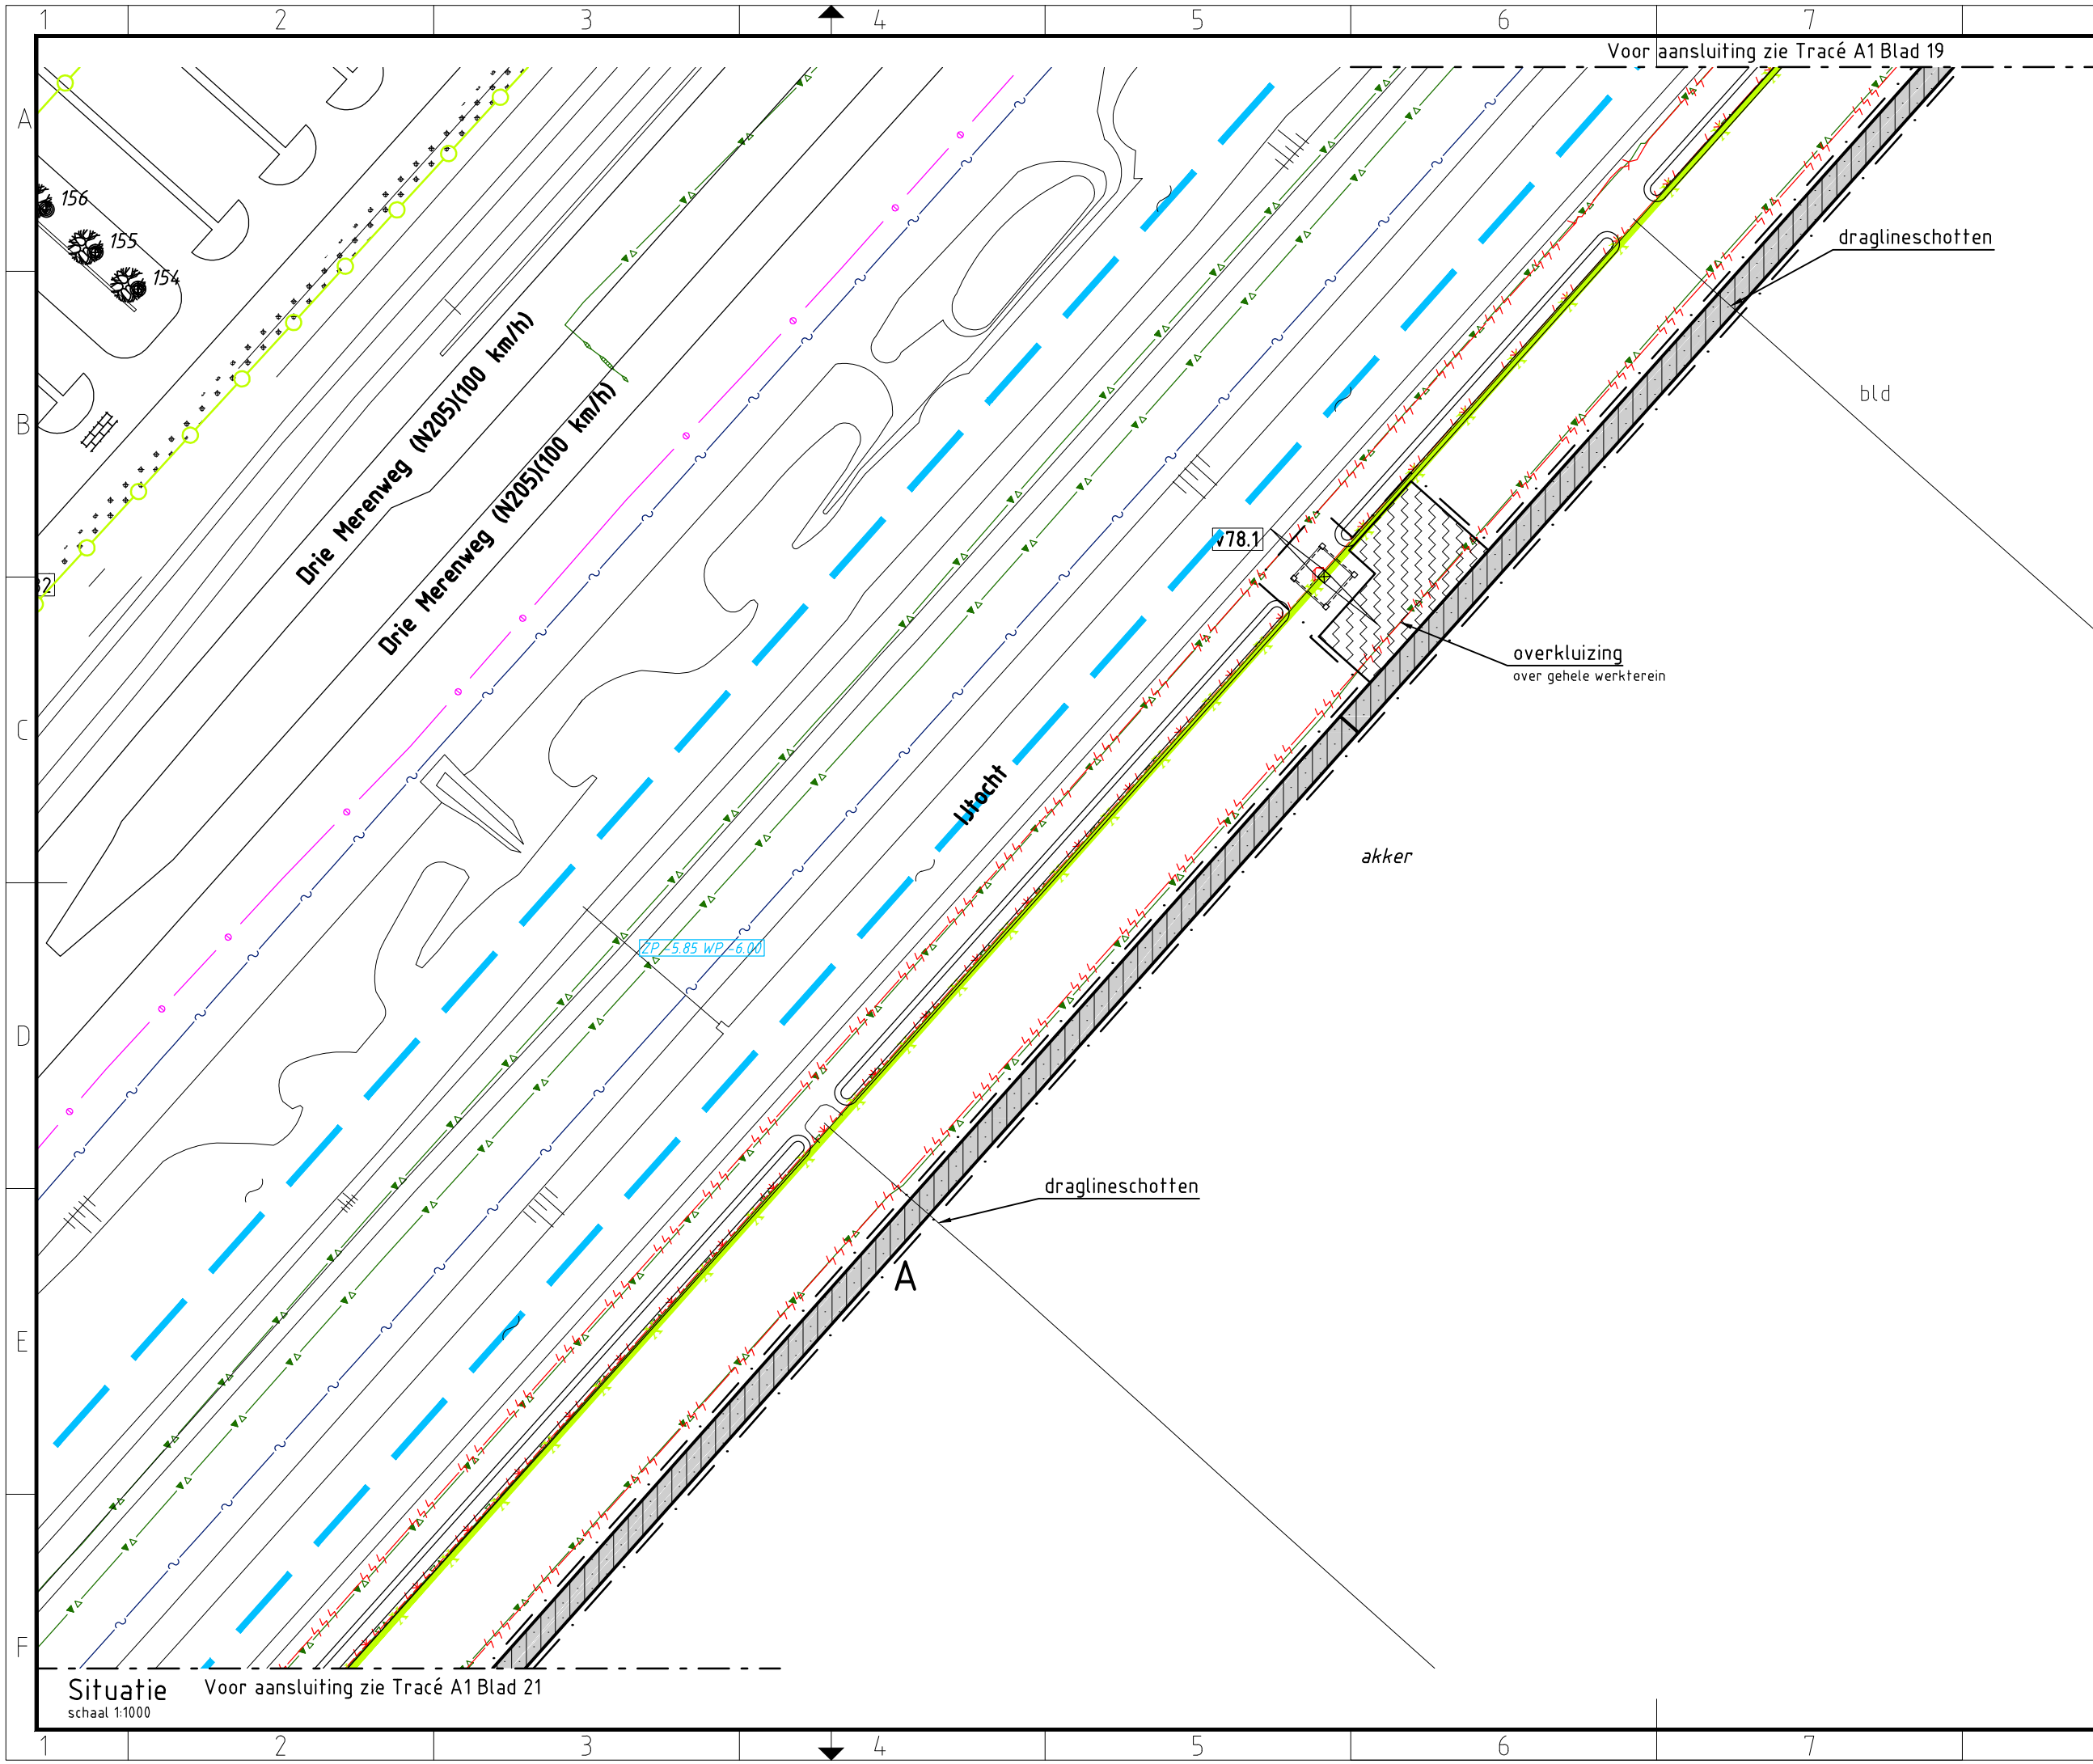 1 2 3 4 5 6 7
Voor aansluiting zie Tracé A1 Blad 19
A
156
155
154
draglineschotten
Drie Merenweg (N205)(100 km/h)
Drie Merenweg (N205)(100 km/h)
bld
B
V78.1
overkluizing
over gehele werkterein
C
IJtocht
akker
ZP -5.85 WP -6.00
D
draglineschotten
A
E
F
Situatie
schaal 1:1000
Voor aansluiting zie Tracé A1 Blad 21
1 2 3 4 5 6 7